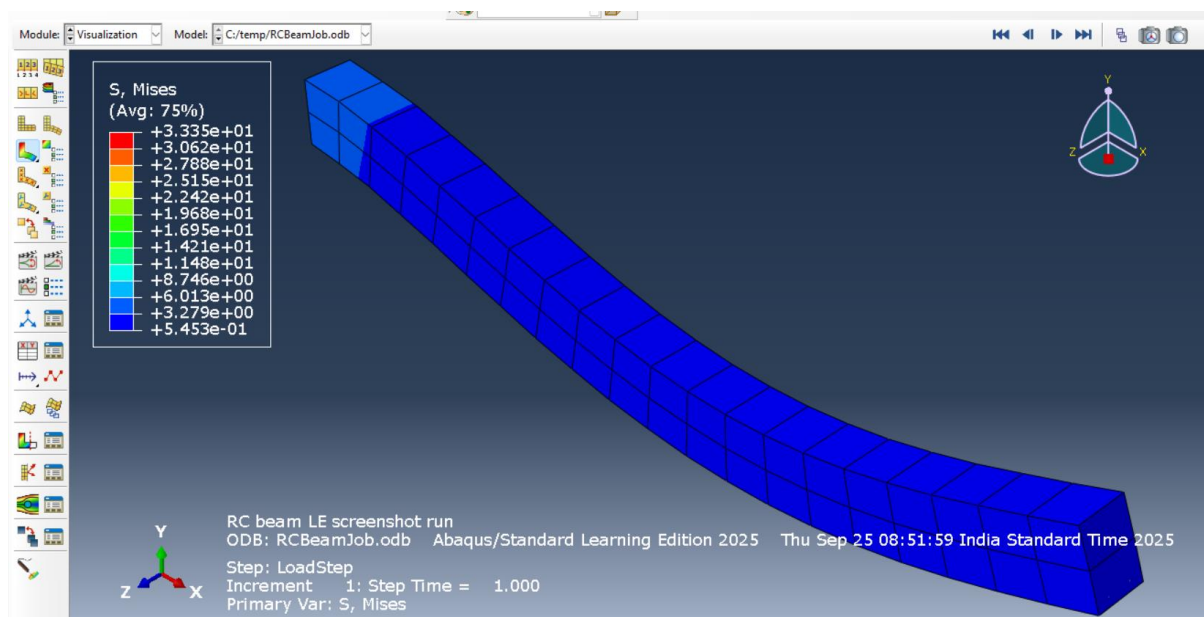 Module: Visualization Model: C:/temp/RCBeamJob.odb
S, Mises
(Avg: 75%)
+3.335e+01
+3.062e+01
+2.788e+01
+2.515e+01
+2.242e+01
+1.968e+01
+1.695e+01
+1.421e+01
+1.148e+01
+8.746e+00
+6.013e+00
+3.279e+00
+5.453e-01
Y
Z X
RC beam LE screenshot run
ODB: RCBeamJob.odb Abaqus/Standard Learning Edition 2025 Thu Sep 25 08:51:59 India Standard Time 2025
Step: LoadStep
Increment 1: Step Time = 1.000
Primary Var: S, Mises
Y
Z X